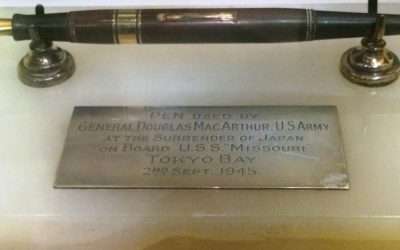 PEN USED BY
GENERAL DOUGLAS MACARTHUR. U.S ARMY
AT THE SURRENDER OF JAPAN
ON BOARD U.S.S. "MISSOURI
TOKYO BAY
2ND SEPT. 1945.